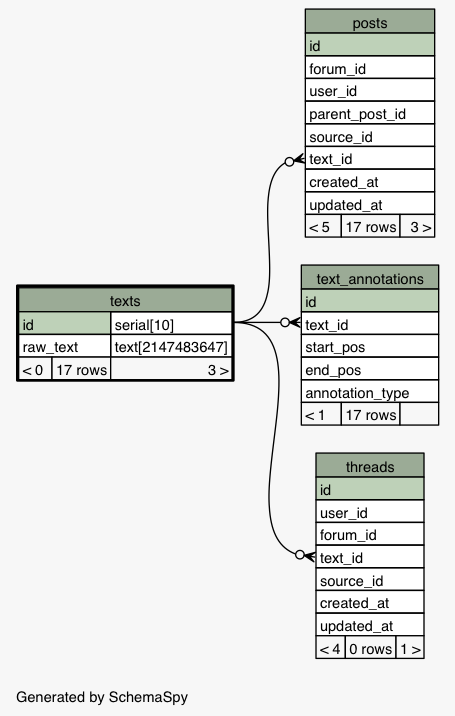 posts
id
forum_id
user_id
parent_post_id
source_id
text_id
created_at
updated_at
< 5 17 rows 3 >
texts
id serial[10]
raw_text text[2147483647]
< 0 17 rows 3 >
text_annotations
id
text_id
start_pos
end_pos
annotation_type
< 1 17 rows
threads
id
user_id
forum_id
text_id
source_id
created_at
updated_at
< 4 0 rows 1 >
Generated by SchemaSpy